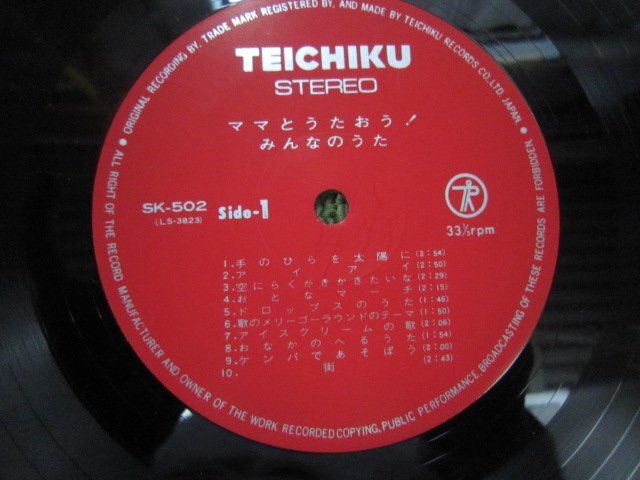 • ORIGINAL RECORDING BY, TRADE MARK REGISTERED BY, AND MADE BY TEICHIKU RECORDS CO.LTD. JAPAN.
TEICHIKU
STEREO
ママとうたおう!
みんなのうた
SK-502
(LS-3823)
Side-1
33⅓rpm
1.手のひらを太陽に(3:54)
2.アイアイ(2:50)
3.空にらくがきかきたいな(2:29)
4.おとなマーチ(2:15)
5.ドロップスのうた(1:46)
6.歌のメリーゴーラウンドのテーマ(1:50)
7.アイスクリームの歌(2:06)
8.おなかのへるうた(1:54)
9.ケンパであそぼう(2:00)
10.街(2:43)
• ALL RIGHT OF THE RECORD MANUFACTURER AND OWNER OF THE WORK RECORDED COPYING, PUBLIC PERFORMANCE, BROADCASTING OF THESE RECORDS ARE FORBIDDEN. •